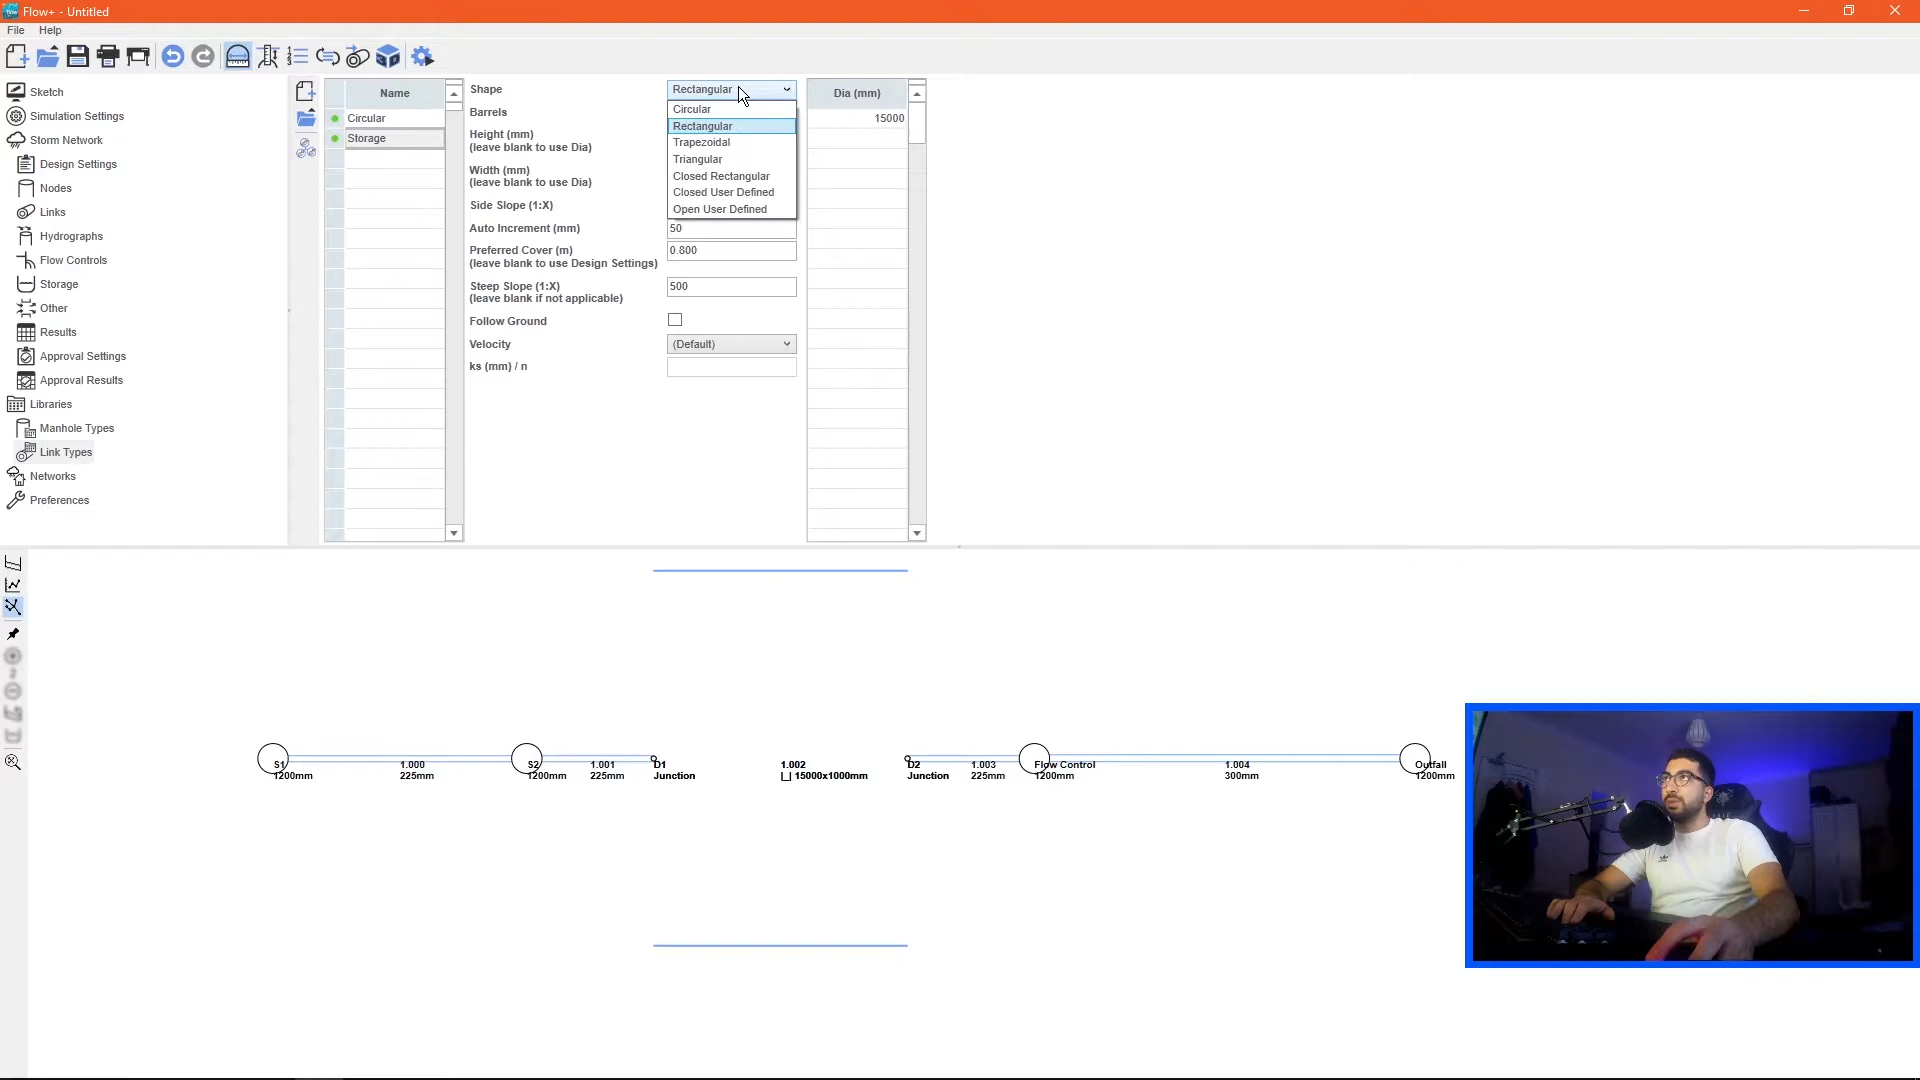 Flow+ - Untitled
File Help
Sketch
Simulation Settings
Storm Network
Design Settings
Nodes
Links
Hydrographs
Flow Controls
Storage
Other
Results
Approval Settings
Approval Results
Libraries
Manhole Types
Link Types
Networks
Preferences
Name
Circular
Storage
Shape
Barrels
Height (mm)
(leave blank to use Dia)
Width (mm)
(leave blank to use Dia)
Side Slope (1:X)
Auto Increment (mm)
Preferred Cover (m)
(leave blank to use Design Settings)
Steep Slope (1:X)
(leave blank if not applicable)
Follow Ground
Velocity
ks (mm) / n
Rectangular
Circular
Rectangular
Trapezoidal
Triangular
Closed Rectangular
Closed User Defined
Open User Defined
50
0.800
500
(Default)
Dia (mm)
15000
S1
1200mm
1.000
225mm
S2
1200mm
1.001
225mm
D1
Junction
1.002
15000x1000mm
D2
Junction
1.003
225mm
Flow Control
1200mm
1.004
300mm
Outfall
1200mm